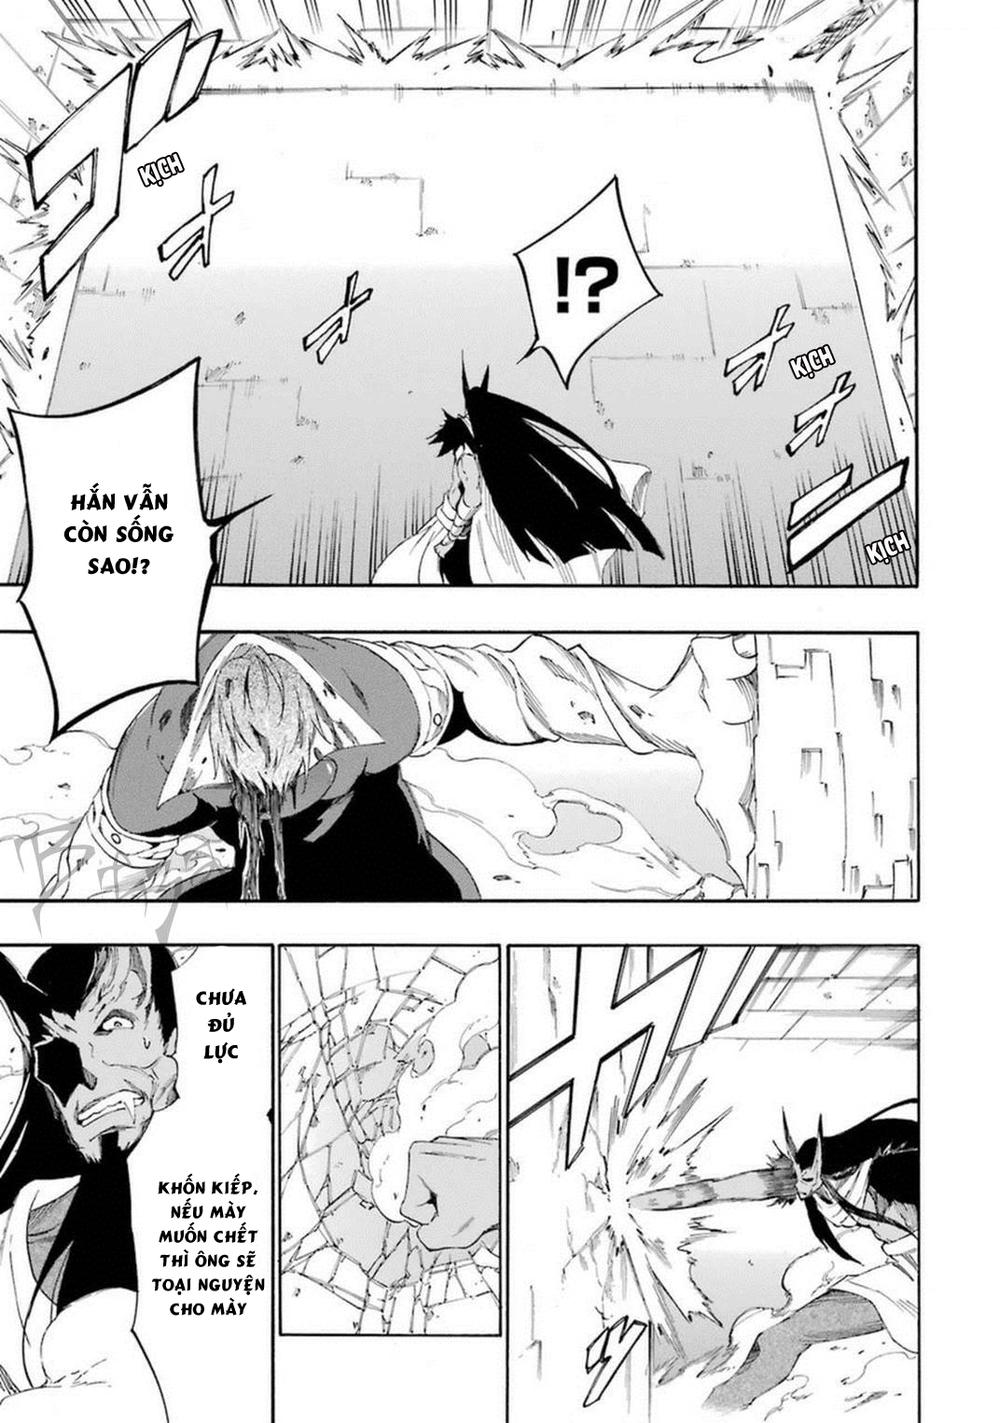 KỊCH
!?
KỊCH
KỊCH
HẮN VẪN
CÒN SỐNG
SAO!?
CHƯA
ĐỦ
LỰC
KHỐN KIẾP,
NẾU MÀY
MUỐN CHẾT
THÌ ÔNG SẼ
TOẠI NGUYỆN
CHO MÀY